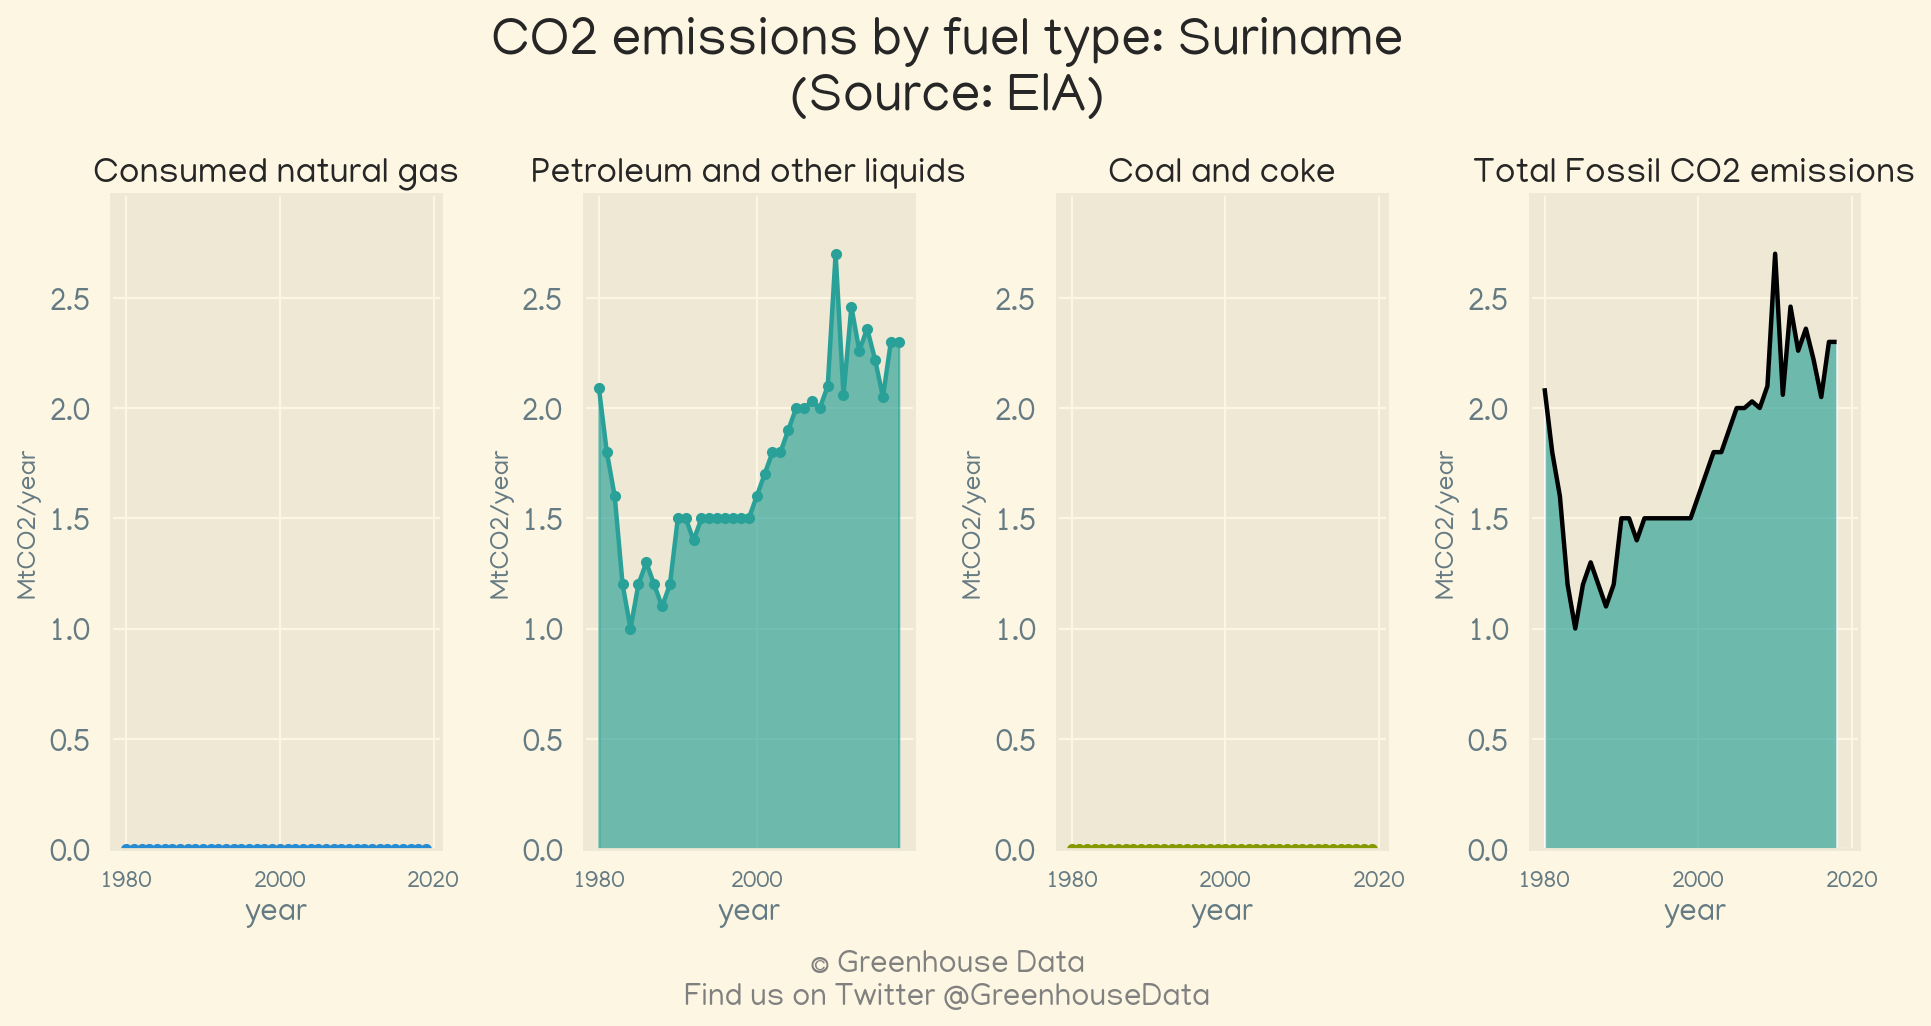 CO2 emissions by fuel type: Suriname
(Source: EIA)
Consumed natural gas
Petroleum and other liquids
Coal and coke
Total Fossil CO2 emissions
MtCO2/year
2.5
2.0
1.5
1.0
0.5
0.0
1980
2000
2020
year
MtCO2/year
2.5
2.0
1.5
1.0
0.5
0.0
1980
2000
year
MtCO2/year
2.5
2.0
1.5
1.0
0.5
0.0
1980
2000
2020
year
MtCO2/year
2.5
2.0
1.5
1.0
0.5
0.0
1980
2000
2020
year
© Greenhouse Data
Find us on Twitter @GreenhouseData